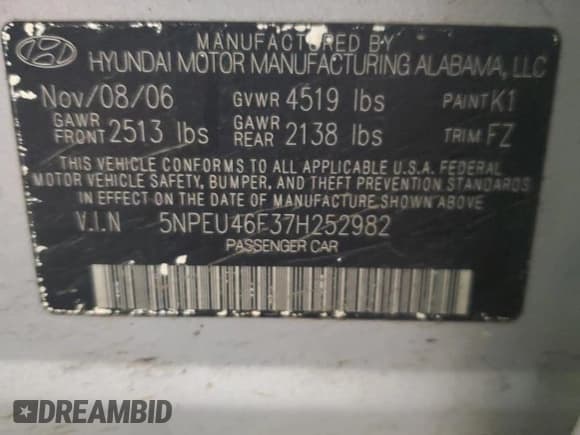 MANUFACTURED BY
HYUNDAI MOTOR MANUFACTURING ALABAMA, LLC
Nov/08/06 GVWR 4519 lbs PAINT K1
GAWR FRONT 2513 lbs GAWR REAR 2138 lbs TRIM FZ
THIS VEHICLE CONFORMS TO ALL APPLICABLE U.S.A. FEDERAL
MOTOR VEHICLE SAFETY, BUMPER, AND THEFT PREVENTION STANDARDS
IN EFFECT ON THE DATE OF MANUFACTURE SHOWN ABOVE.
V.I.N 5NPEU46F37H252982
PASSENGER CAR
DREAMBID